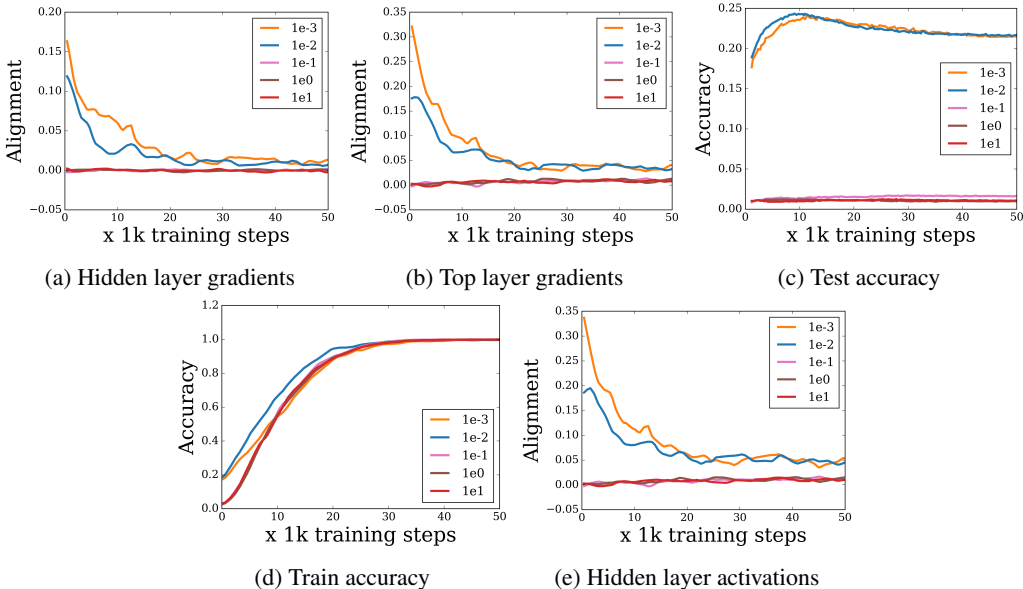 0.20
0.15
0.10
0.05
0.00
−0.05
Alignment
0 10 20 30 40 50
x 1k training steps
1e-3
1e-2
1e-1
1e0
1e1
(a) Hidden layer gradients
0.35
0.30
0.25
0.20
0.15
0.10
0.05
0.00
−0.05
Alignment
0 10 20 30 40 50
x 1k training steps
1e-3
1e-2
1e-1
1e0
1e1
(b) Top layer gradients
0.25
0.20
0.15
0.10
0.05
0.00
Accuracy
0 10 20 30 40 50
x 1k training steps
1e-3
1e-2
1e-1
1e0
1e1
(c) Test accuracy
1.2
1.0
0.8
0.6
0.4
0.2
0.0
Accuracy
0 10 20 30 40 50
x 1k training steps
1e-3
1e-2
1e-1
1e0
1e1
(d) Train accuracy
0.35
0.30
0.25
0.20
0.15
0.10
0.05
0.00
−0.05
Alignment
0 10 20 30 40 50
x 1k training steps
1e-3
1e-2
1e-1
1e0
1e1
(e) Hidden layer activations